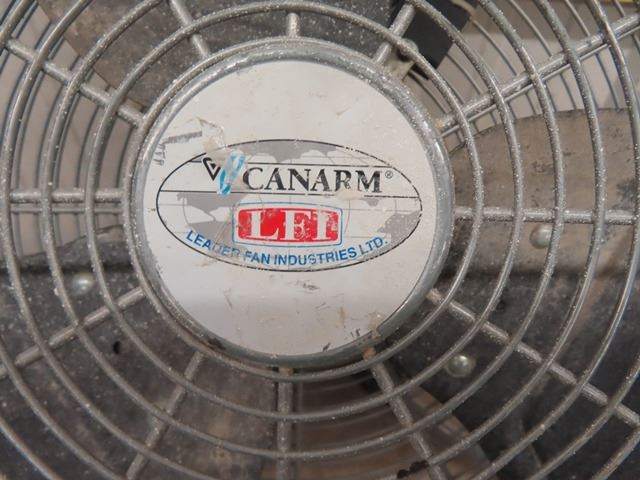 CANARM®
LFI
LEADER FAN INDUSTRIES LTD.